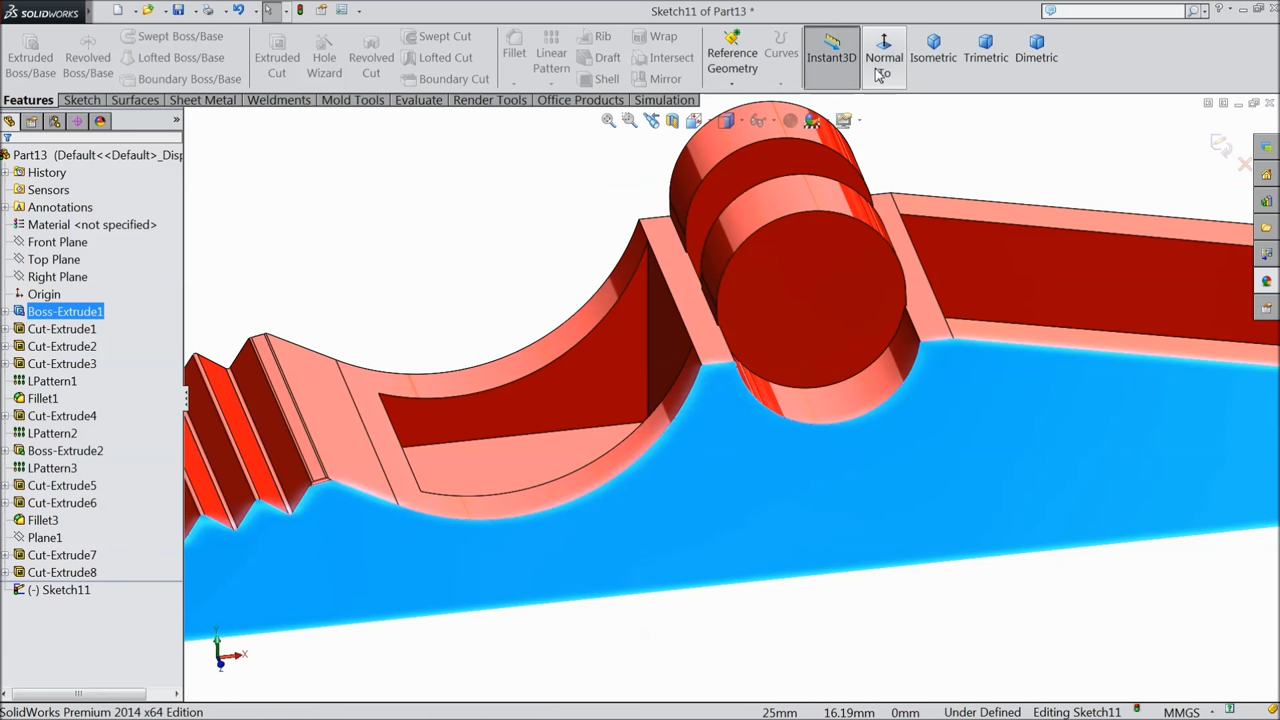 SOLIDWORKS
Sketch11 of Part13 *
Extruded Boss/Base
Revolved Boss/Base
Swept Boss/Base
Lofted Boss/Base
Boundary Boss/Base
Extruded Cut
Hole Wizard
Revolved Cut
Swept Cut
Lofted Cut
Boundary Cut
Fillet
Linear Pattern
Rib
Draft
Shell
Wrap
Intersect
Mirror
Reference Geometry
Curves
Instant3D
Normal To
Isometric
Trimetric
Dimetric
Features
Sketch
Surfaces
Sheet Metal
Weldments
Mold Tools
Evaluate
Render Tools
Office Products
Simulation
Part13 (Default<<Default>_Disp
History
Sensors
Annotations
Material <not specified>
Front Plane
Top Plane
Right Plane
Origin
Boss-Extrude1
Cut-Extrude1
Cut-Extrude2
Cut-Extrude3
LPattern1
Fillet1
Cut-Extrude4
LPattern2
Boss-Extrude2
LPattern3
Cut-Extrude5
Cut-Extrude6
Fillet3
Plane1
Cut-Extrude7
Cut-Extrude8
(-) Sketch11
Y
X
Z
SolidWorks Premium 2014 x64 Edition
25mm
16.19mm
0mm
Under Defined
Editing Sketch11
MMGS